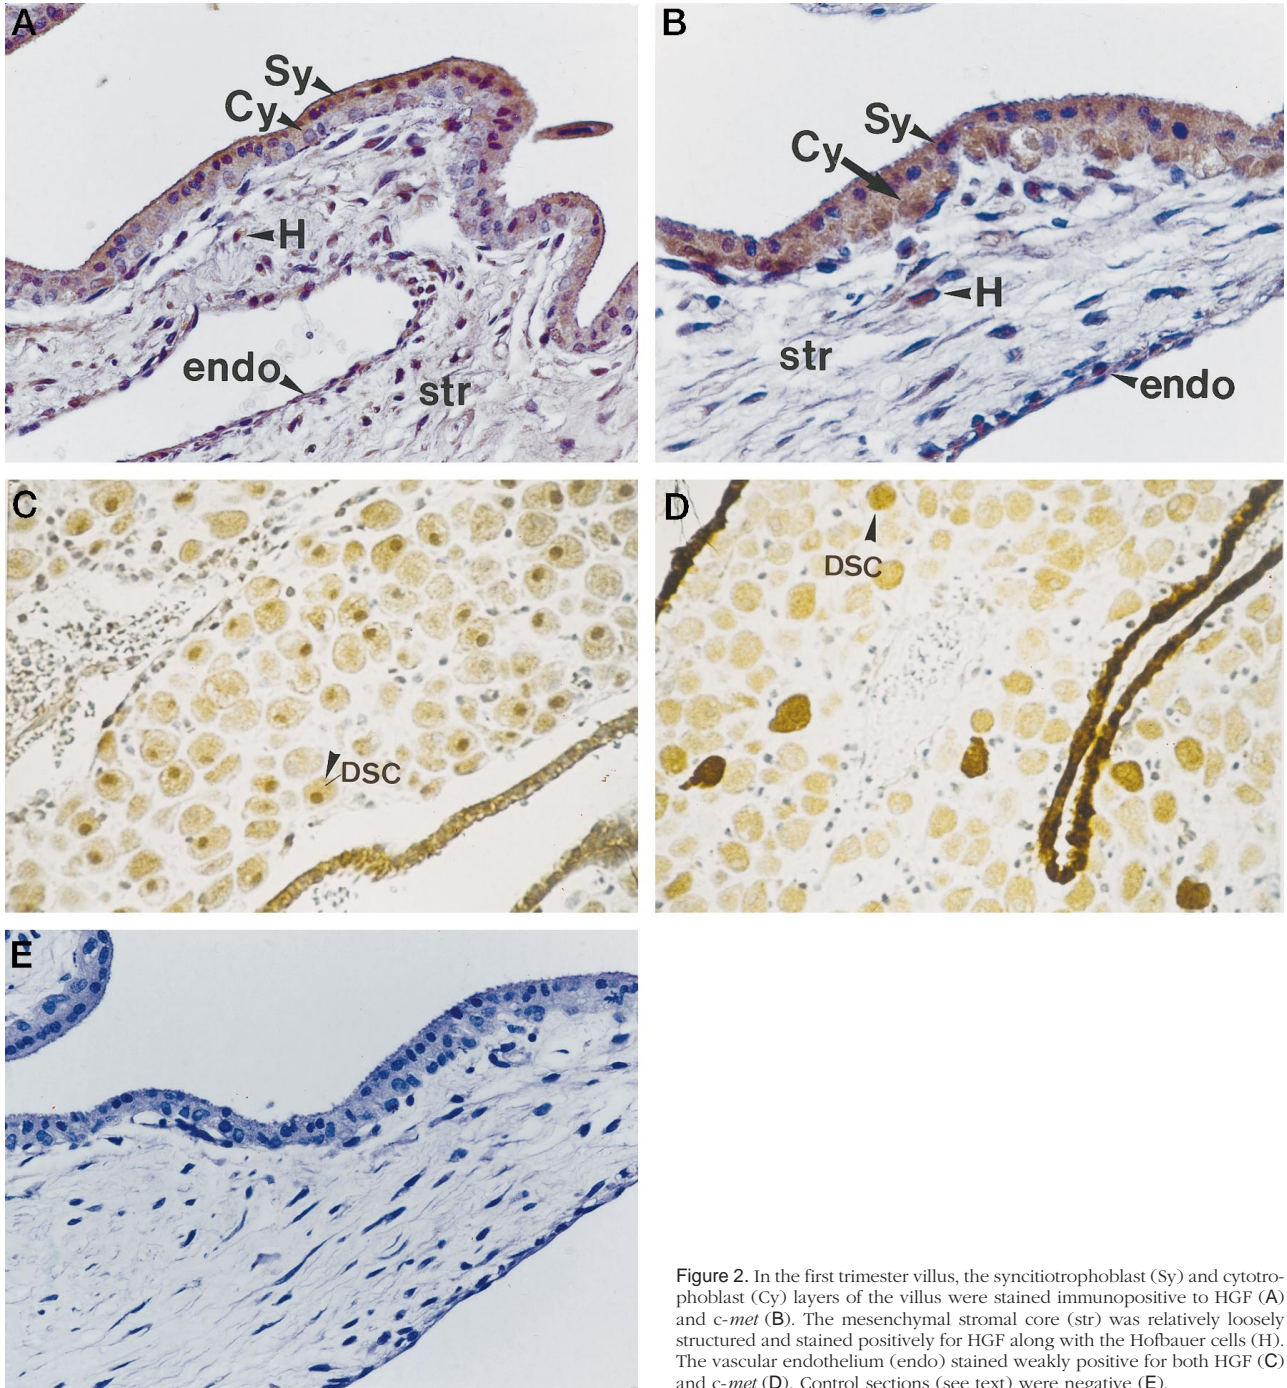 A
Sy
Cy
H
endo
str
B
Sy
Cy
H
str
endo
C
DSC
D
DSC
E
Figure 2. In the first trimester villus, the syncitiotrophoblast (Sy) and cytotro-
phoblast (Cy) layers of the villus were stained immunopositive to HGF (A)
and c-met (B). The mesenchymal stromal core (str) was relatively loosely
structured and stained positively for HGF along with the Hofbauer cells (H).
The vascular endothelium (endo) stained weakly positive for both HGF (C)
and c-met (D). Control sections (see text) were negative (E).